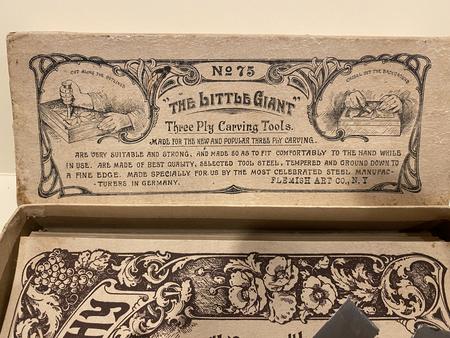 CUT ALONG THE OUTLINES
CHISEL OUT THE BACKGROUND
No 75
"THE LITTLE GIANT"
Three Ply Carving Tools.
MADE FOR THE NEW AND POPULAR THREE PLY CARVING.
ARE VERY SUITABLE AND STRONG, AND MADE SO AS TO FIT COMFORTABLY TO THE HAND WHILE
IN USE. ARE MADE OF BEST QUALITY, SELECTED TOOL STEEL, TEMPERED AND GROUND DOWN TO
A FINE EDGE. MADE SPECIALLY FOR US BY THE MOST CELEBRATED STEEL MANUFAC-
TURERS IN GERMANY. FLEMISH ART CO., N.Y